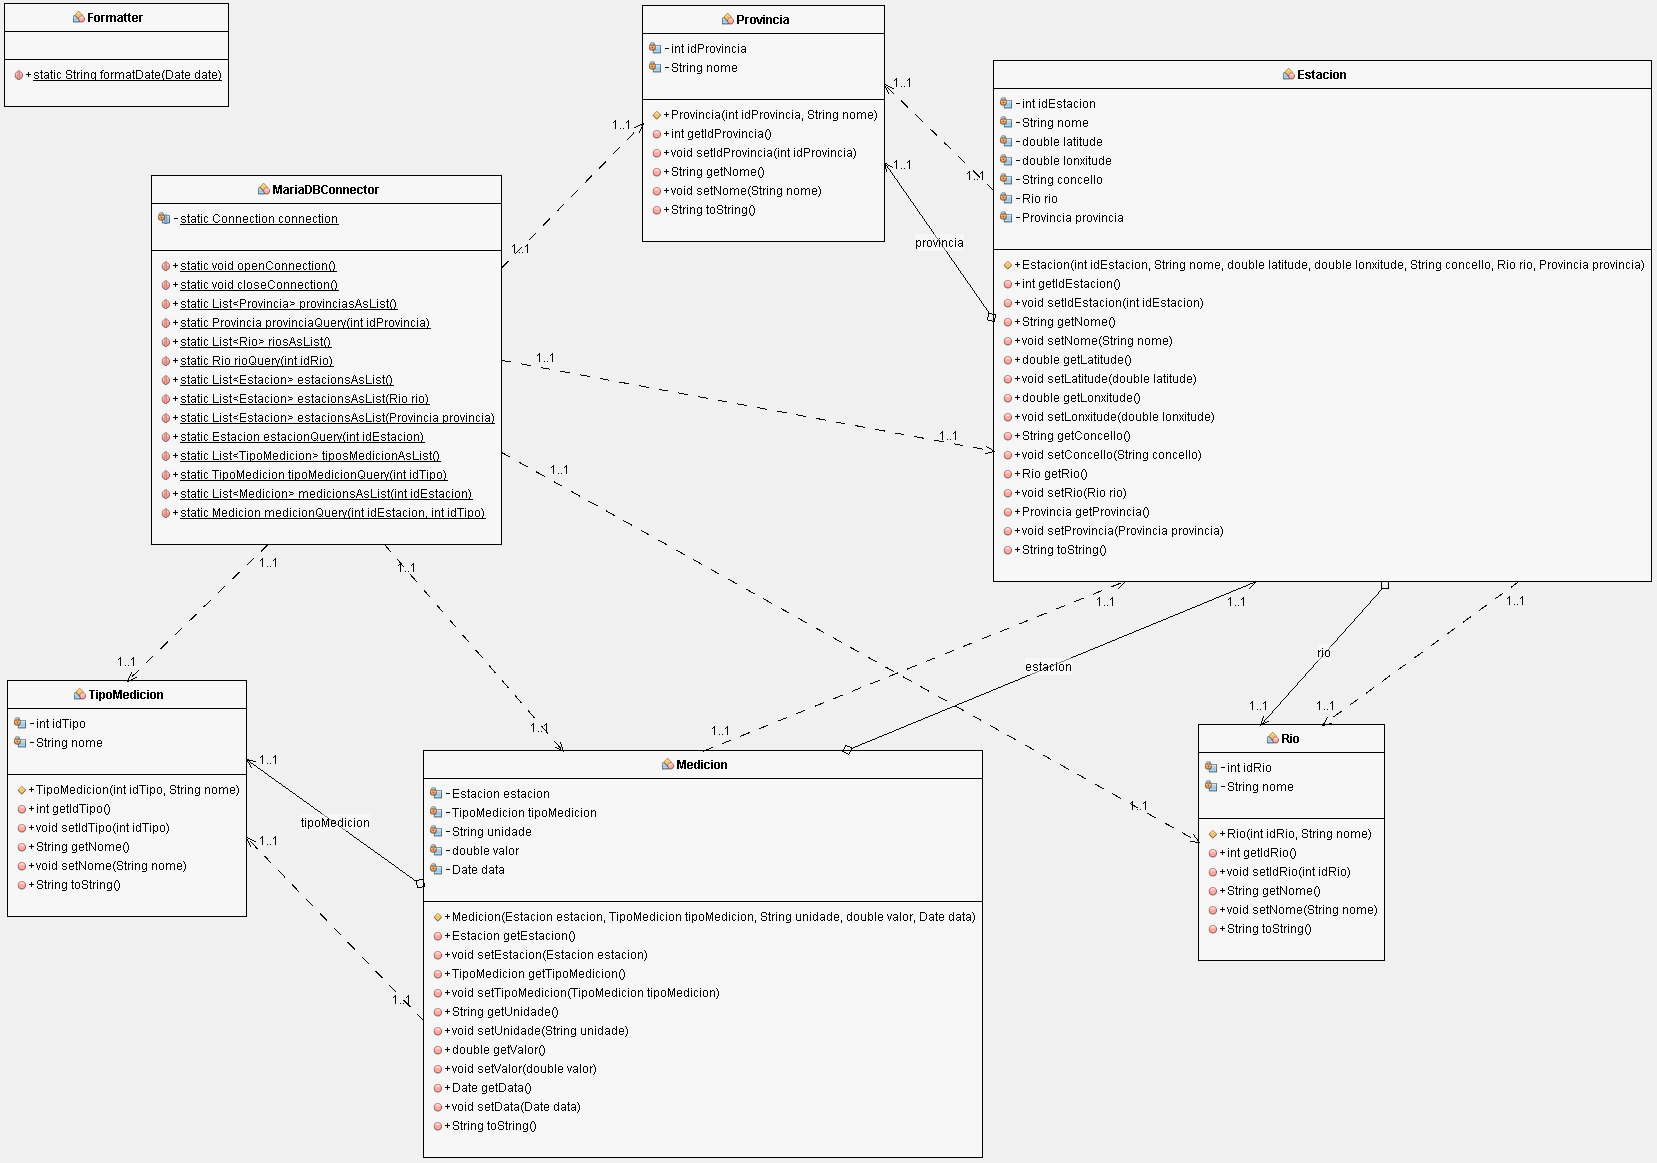 Formatter
+static String formatDate(Date date)
Provincia
-int idProvincia
-String nome
+Provincia(int idProvincia, String nome)
+int getIdProvincia()
+void setIdProvincia(int idProvincia)
+String getNome()
+void setNome(String nome)
+String toString()
Estacion
-int idEstacion
-String nome
-double latitude
-double lonxitude
-String concello
-Rio rio
-Provincia provincia
+Estacion(int idEstacion, String nome, double latitude, double lonxitude, String concello, Rio rio, Provincia provincia)
+int getIdEstacion()
+void setIdEstacion(int idEstacion)
+String getNome()
+void setNome(String nome)
+double getLatitude()
+void setLatitude(double latitude)
+double getLonxitude()
+void setLonxitude(double lonxitude)
+String getConcello()
+void setConcello(String concello)
+Rio getRio()
+void setRio(Rio rio)
+Provincia getProvincia()
+void setProvincia(Provincia provincia)
+String toString()
MariaDBConnector
-static Connection connection
+static void openConnection()
+static void closeConnection()
+static List<Provincia> provinciasAsList()
+static Provincia provinciaQuery(int idProvincia)
+static List<Rio> riosAsList()
+static Rio rioQuery(int idRio)
+static List<Estacion> estacionsAsList()
+static List<Estacion> estacionsAsList(Rio rio)
+static List<Estacion> estacionsAsList(Provincia provincia)
+static Estacion estacionQuery(int idEstacion)
+static List<TipoMedicion> tiposMedicionAsList()
+static TipoMedicion tipoMedicionQuery(int idTipo)
+static List<Medicion> medicionsAsList(int idEstacion)
+static Medicion medicionQuery(int idEstacion, int idTipo)
1..1
1..1
1..1
1..1
1..1
provincia
1..1
1..1
1..1
1..1
1..1
1..1
1..1
1..1
1..1
1..1
1..1
estacion
rio
1..1
1..1
1..1
1..1
TipoMedicion
-int idTipo
-String nome
+TipoMedicion(int idTipo, String nome)
+int getIdTipo()
+void setIdTipo(int idTipo)
+String getNome()
+void setNome(String nome)
+String toString()
1..1
tipoMedicion
1..1
1..1
1..1
Medicion
-Estacion estacion
-TipoMedicion tipoMedicion
-String unidade
-double valor
-Date data
+Medicion(Estacion estacion, TipoMedicion tipoMedicion, String unidade, double valor, Date data)
+Estacion getEstacion()
+void setEstacion(Estacion estacion)
+TipoMedicion getTipoMedicion()
+void setTipoMedicion(TipoMedicion tipoMedicion)
+String getUnidade()
+void setUnidade(String unidade)
+double getValor()
+void setValor(double valor)
+Date getData()
+void setData(Date data)
+String toString()
Rio
-int idRio
-String nome
+Rio(int idRio, String nome)
+int getIdRio()
+void setIdRio(int idRio)
+String getNome()
+void setNome(String nome)
+String toString()